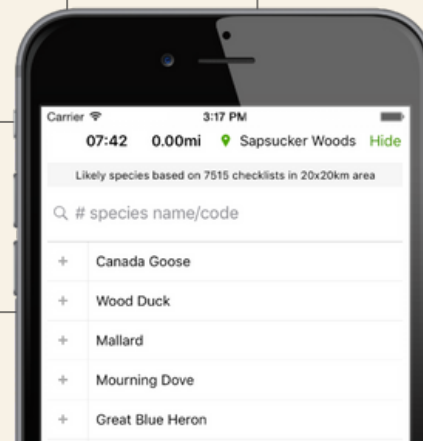 Carrier 3:17 PM
07:42 0.00mi Sapsucker Woods Hide
Likely species based on 7515 checklists in 20x20km area
# species name/code
+ Canada Goose
+ Wood Duck
+ Mallard
+ Mourning Dove
+ Great Blue Heron